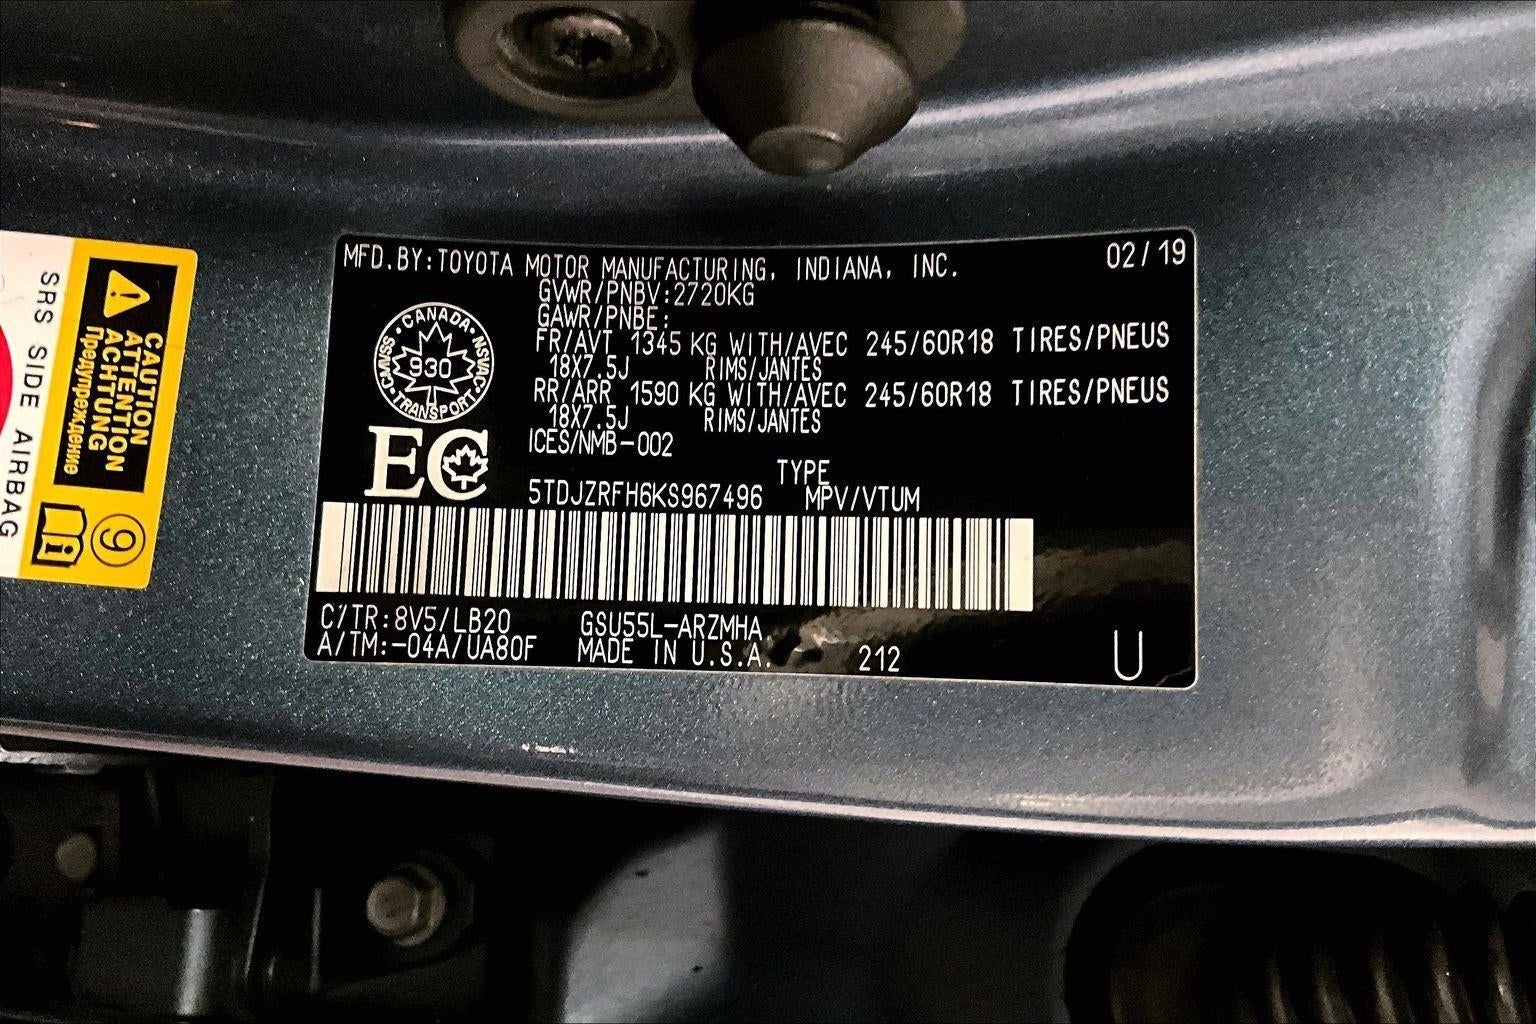 MFD.BY:TOYOTA MOTOR MANUFACTURING, INDIANA, INC. 02/19
GVWR/PNBV:2720KG
GAWR/PNBE:
FR/AVT 1345 KG WITH/AVEC 245/60R18 TIRES/PNEUS
18X7.5J RIMS/JANTES
RR/ARR 1590 KG WITH/AVEC 245/60R18 TIRES/PNEUS
18X7.5J RIMS/JANTES
ICES/NMB-002
CANADA
CMVSS NSVAC
930
TRANSPORT
EC
TYPE
5TDJZRFH6KS967496 MPV/VTUM
C/TR:8V5/LB20 GSU55L-ARZMHA
A/TM:-04A/UA80F MADE IN U.S.A. 212 U
CAUTION
ATTENTION
ACHTUNG
Предупреждение
9
i
SRS SIDE AIRBAG